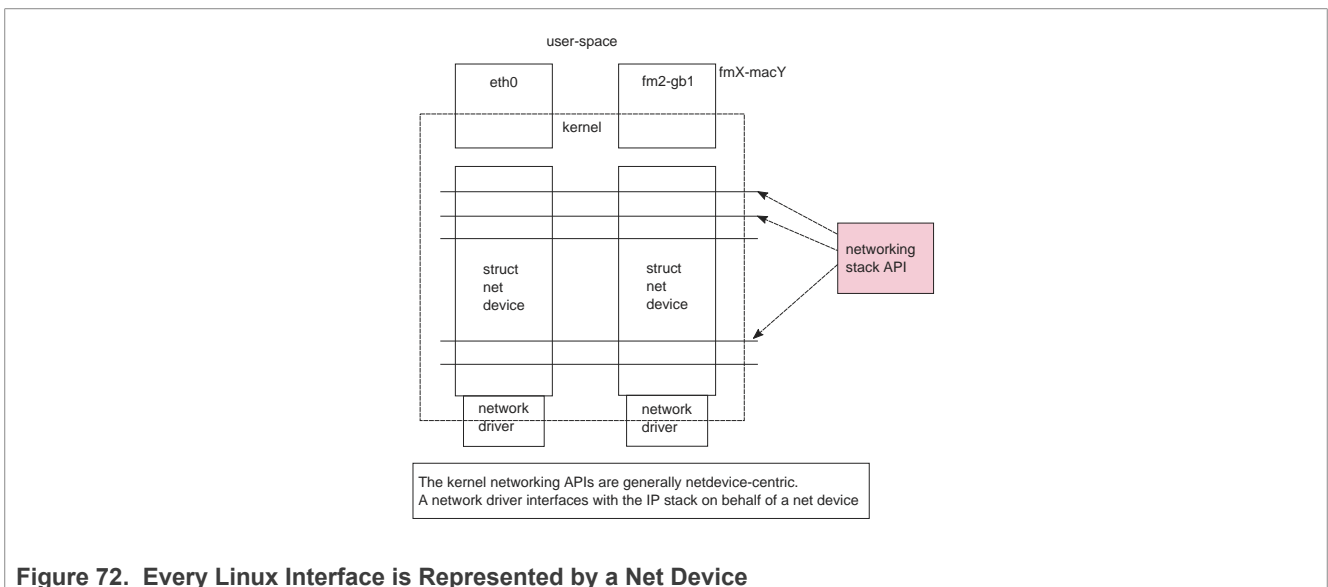 user-space
eth0
fm2-gb1
fmX-macY
kernel
networking
stack API
struct
net
device
struct
net
device
network
driver
network
driver
The kernel networking APIs are generally netdevice-centric.
A network driver interfaces with the IP stack on behalf of a net device
Figure 72. Every Linux Interface is Represented by a Net Device